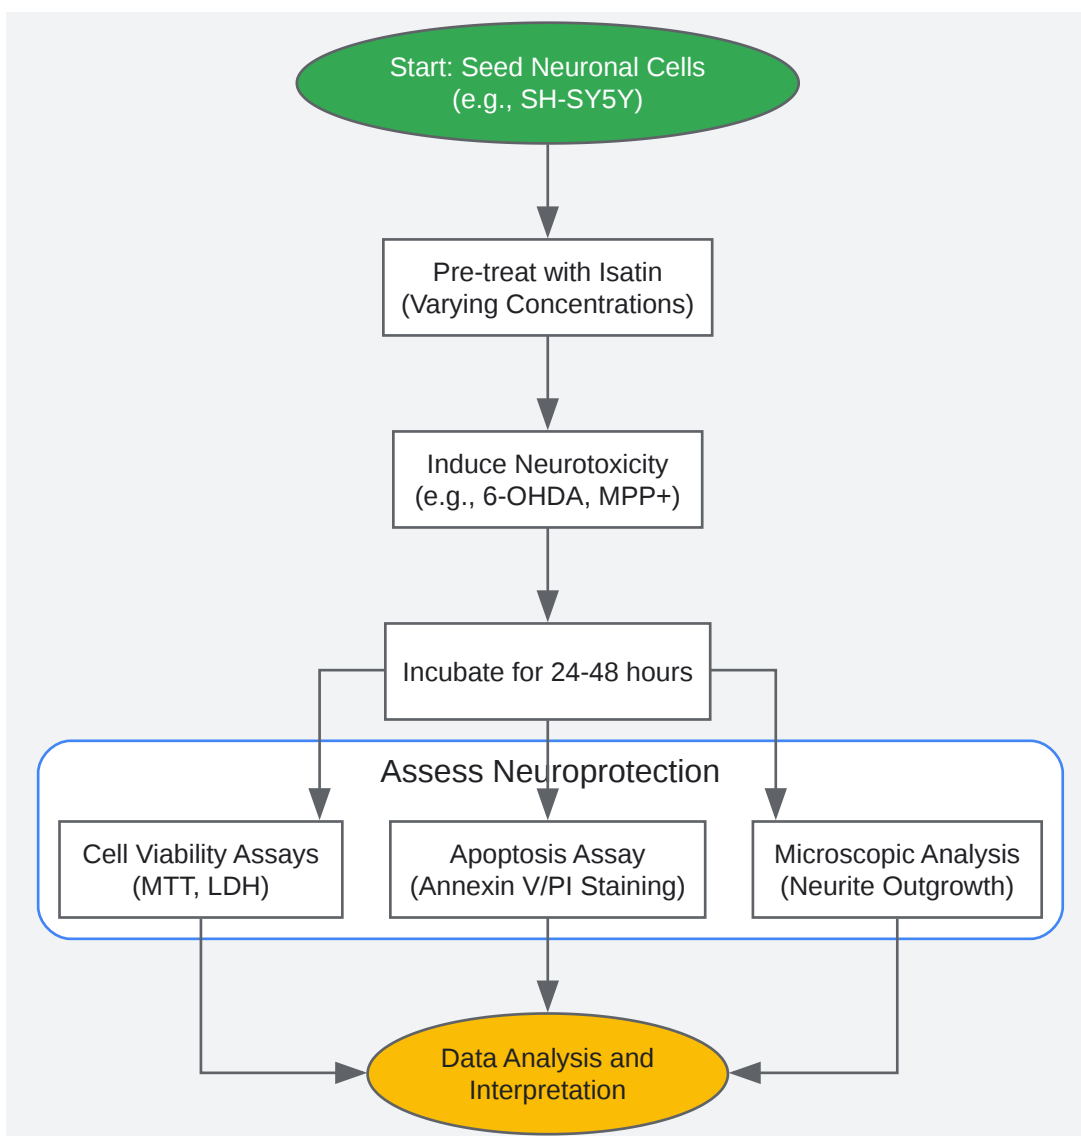 Start: Seed Neuronal Cells
(e.g., SH-SY5Y)
Pre-treat with Isatin
(Varying Concentrations)
Induce Neurotoxicity
(e.g., 6-OHDA, MPP+)
Incubate for 24-48 hours
Assess Neuroprotection
Cell Viability Assays
(MTT, LDH)
Apoptosis Assay
(Annexin V/PI Staining)
Microscopic Analysis
(Neurite Outgrowth)
Data Analysis and
Interpretation